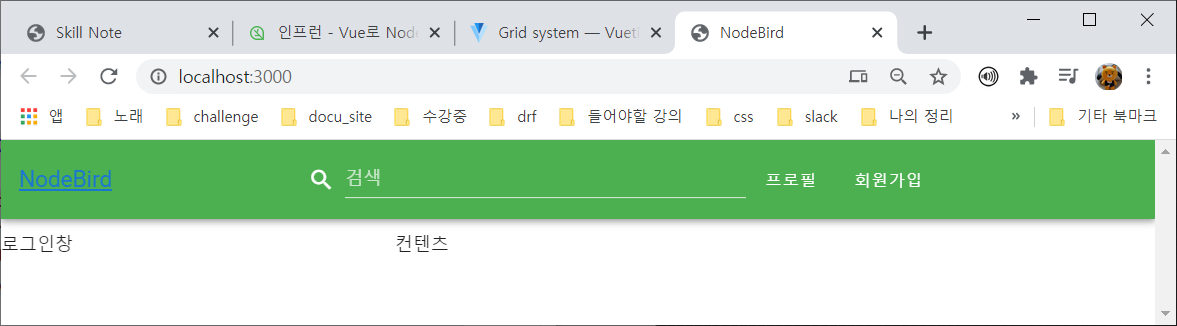 Skill Note 인프런 - Vue로 Node Grid system — Vueti NodeBird
localhost:3000
앱 노래 challenge docu_site 수강중 drf 들어야할 강의 css slack 나의 정리 » 기타 북마크
NodeBird 검색 프로필 회원가입
로그인창 컨텐츠